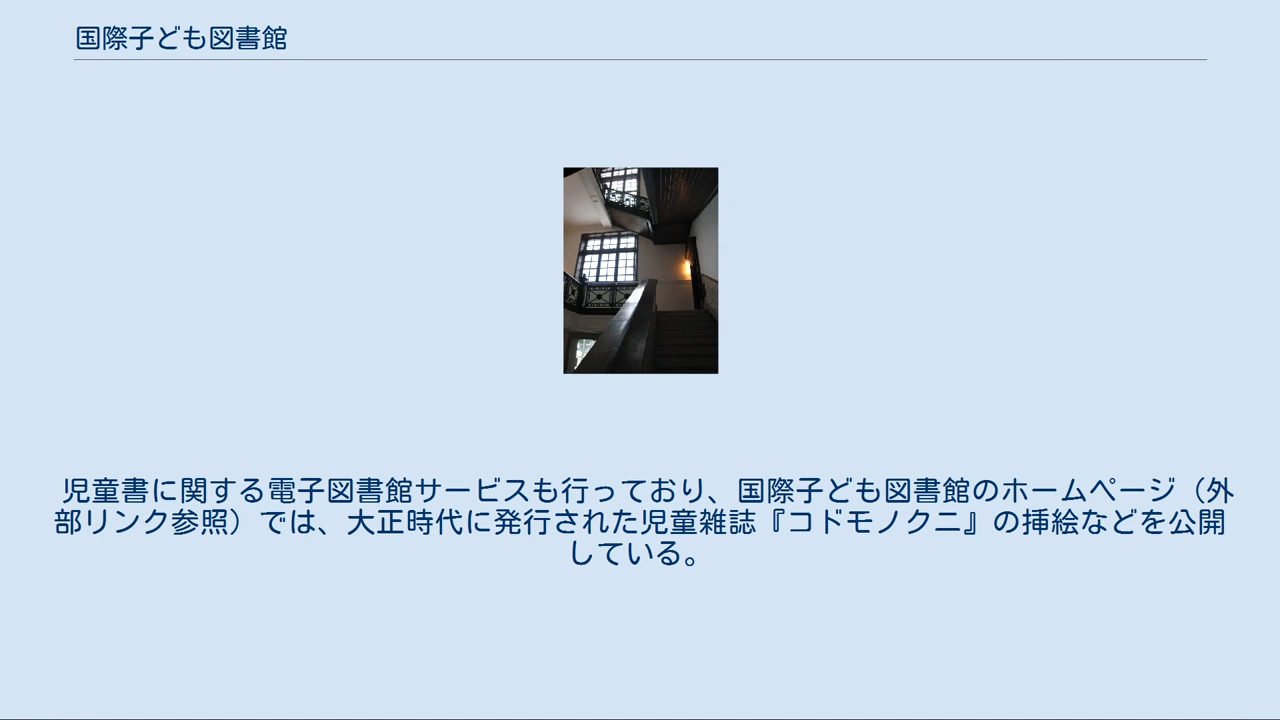 国際子ども図書館
児童書に関する電子図書館サービスも行っており、国際子ども図書館のホームページ（外
部リンク参照）では、大正時代に発行された児童雑誌『コドモノクニ』の挿絵などを公開
している。